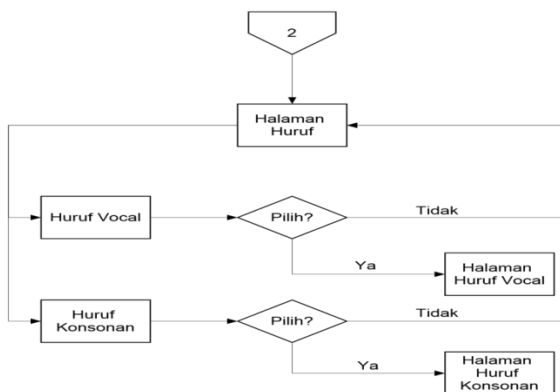 2
Halaman
Huruf
Huruf Vocal
Pilih?
Tidak
Ya
Halaman
Huruf Vocal
Huruf
Konsonan
Pilih?
Tidak
Ya
Halaman
Huruf
Konsonan